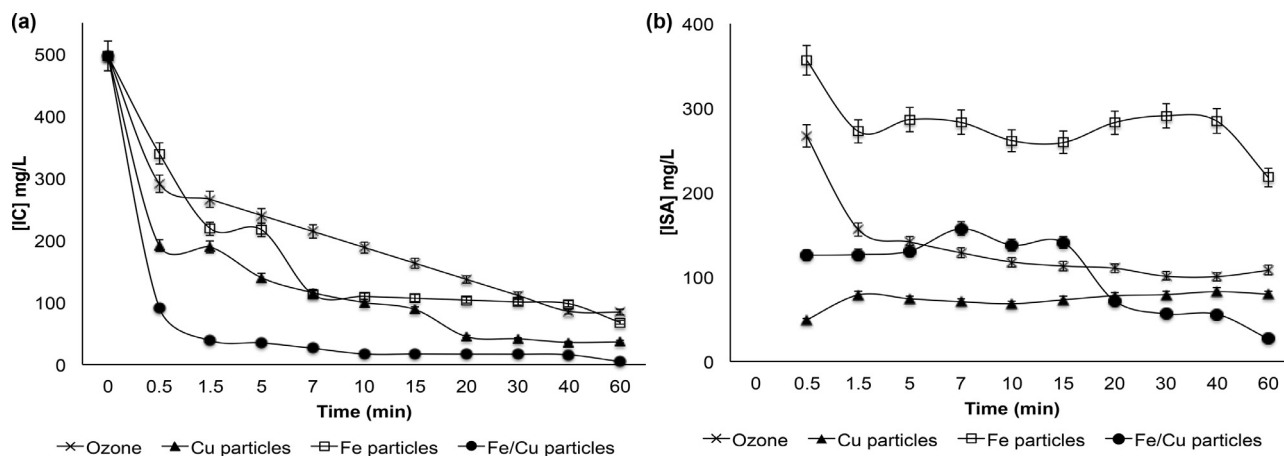 (a)
[IC] mg/L
500
400
300
200
100
0
0 0.5 1.5 5 7 10 15 20 30 40 60
Time (min)
Ozone Cu particles Fe particles Fe/Cu particles
(b)
[ISA] mg/L
400
300
200
100
0
0 0.5 1.5 5 7 10 15 20 30 40 60
Time (min)
Ozone Cu particles Fe particles Fe/Cu particles